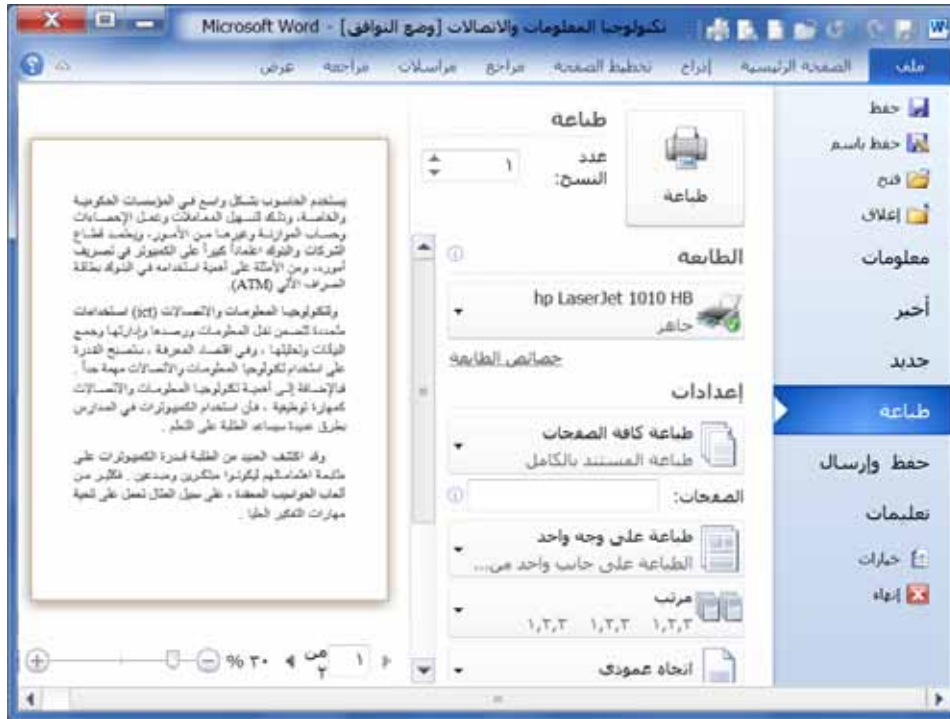 تكنولوجيا المعلومات والاتصالات [وضع التوافق] - Microsoft Word
ملف الصفحة الرئيسية إدراج تخطيط الصفحة مراجع مراسلات مراجعة عرض
حفظ
حفظ باسم
فتح
إغلاق
معلومات
أخير
جديد
طباعة
حفظ وإرسال
تعليمات
خيارات
إنهاء
طباعة
طباعة
عدد
النسخ:
١
الطابعة
hp LaserJet 1010 HB
جاهز
خصائص الطابعة
إعدادات
طباعة كافة الصفحات
طباعة المستند بالكامل
الصفحات:
طباعة على وجه واحد
الطباعة على جانب واحد من...
مرتب
١,٢,٣ ١,٢,٣ ١,٢,٣
اتجاه عمودي
يستخدم الحاسوب بشكل واسع في المؤسسات الحكومية
والخاصة، وذلك لتسهيل المعاملات وعمل الإحصاءات
وحساب الموازنة وغيرها من الأمور، ويعتمد قطاع
الشركات والبنوك اعتماداً كبيراً على الكمبيوتر في تصريف
أموره، ومن الأمثلة على أهمية استخدامه في البنوك بطاقة
الصراف الآلي (ATM).
ولتكنولوجيا المعلومات والاتصالات (ict) استخدامات
متعددة تتضمن نقل المعلومات ورصدها وإدارتها وجمع
البيانات وتحليلها ، وفي اقتصاد المعرفة ، ستصبح القدرة
على استخدام تكنولوجيا المعلومات والاتصالات مهمة جداً .
فالإضافة إلى أهمية تكنولوجيا المعلومات والاتصالات
كمهارة توظيفية ، فأن استخدام الكمبيوترات في المدارس
بطرق عديدة سيساعد الطلبة على التعلم .
وقد اكتشف العديد من الطلبة قدرة الكمبيوترات على
متابعة اهتماماتهم ليكونوا مبتكرين ومبدعين . فكثير من
ألعاب الحواسيب المعقدة ، على سبيل المثال تعمل على تنمية
مهارات التفكير العليا .
١ من ٢
٣٠ %